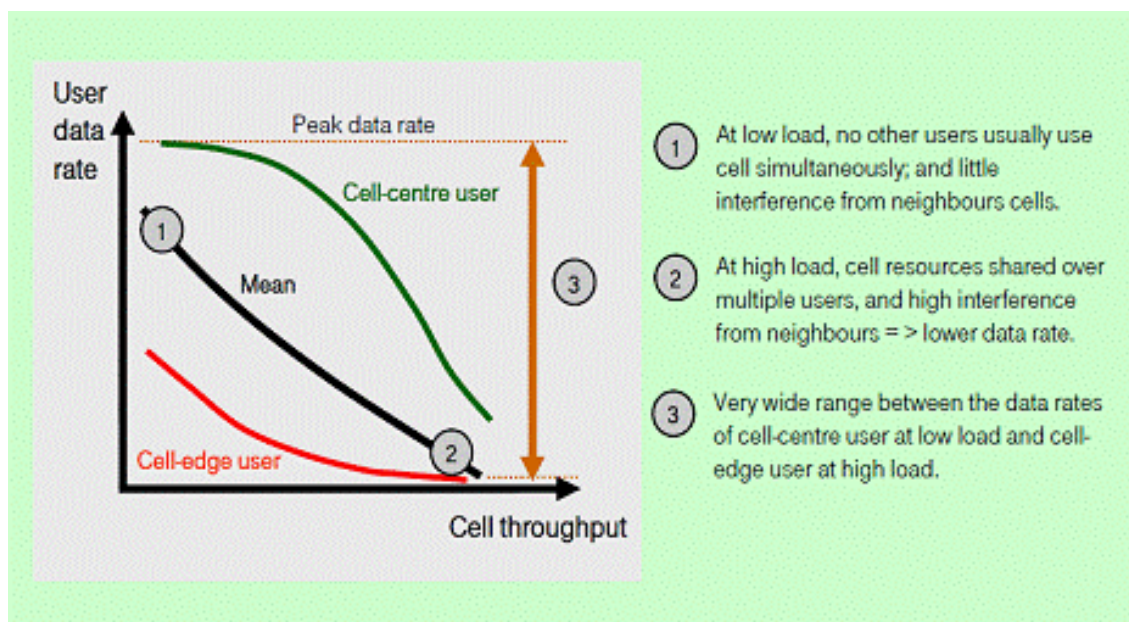 User
data
rate
Peak data rate
Cell-centre user
1
Mean
3
Cell-edge user
2
Cell throughput
1
At low load, no other users usually use
cell simultaneously; and little
interference from neighbours cells.
2
At high load, cell resources shared over
multiple users, and high interference
from neighbours = > lower data rate.
3
Very wide range between the data rates
of cell-centre user at low load and cell-
edge user at high load.